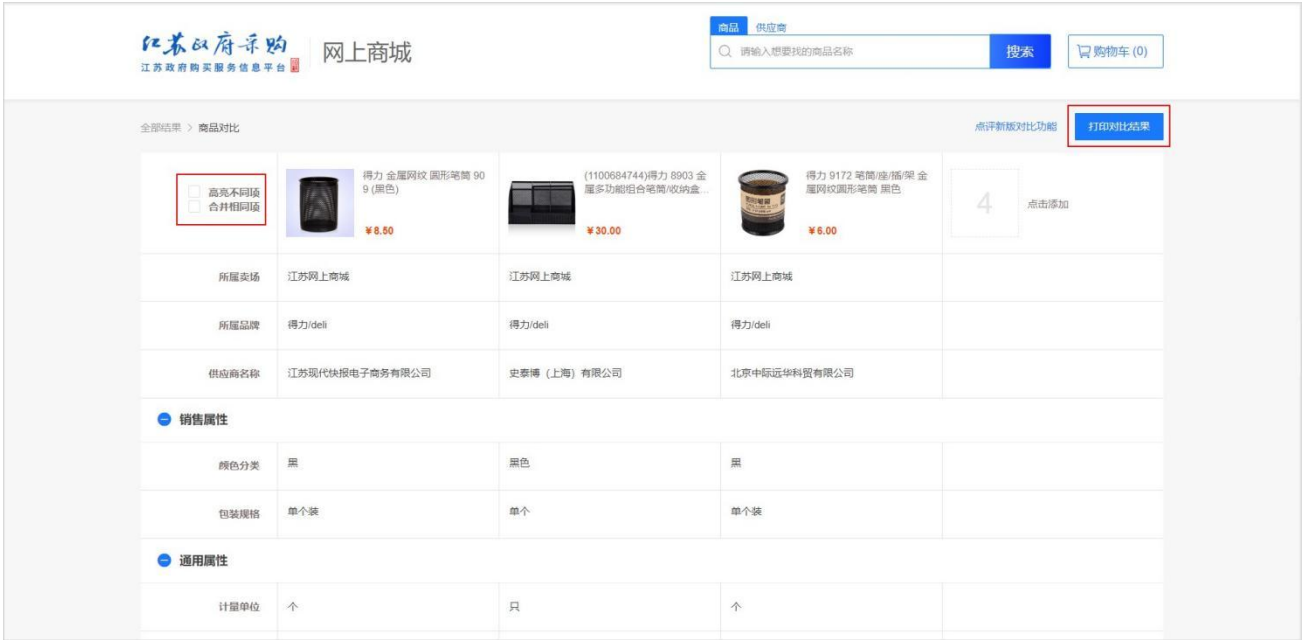 商品 供应商
江苏政府采购
江苏政府购买服务信息平台
网上商城
请输入想要找的商品名称
搜索
购物车 (0)
全部结果 > 商品对比
点评新版对比功能
打印对比结果
高亮不同项
合并相同项
得力 金属网纹 圆形笔筒 90
9 (黑色)
¥8.50
(1100684744)得力 8903 金
属多功能组合笔筒/收纳盒...
¥30.00
得力 9172 笔筒/座/插/架 金
属网纹圆形笔筒 黑色
¥6.00
4
点击添加
所属卖场 江苏网上商城 江苏网上商城 江苏网上商城
所属品牌 得力/deli 得力/deli 得力/deli
供应商名称 江苏现代快报电子商务有限公司 史泰博（上海）有限公司 北京中际远华科贸有限公司
销售属性
颜色分类 黑 黑色 黑
包装规格 单个装 单个 单个装
通用属性
计量单位 个 只 个